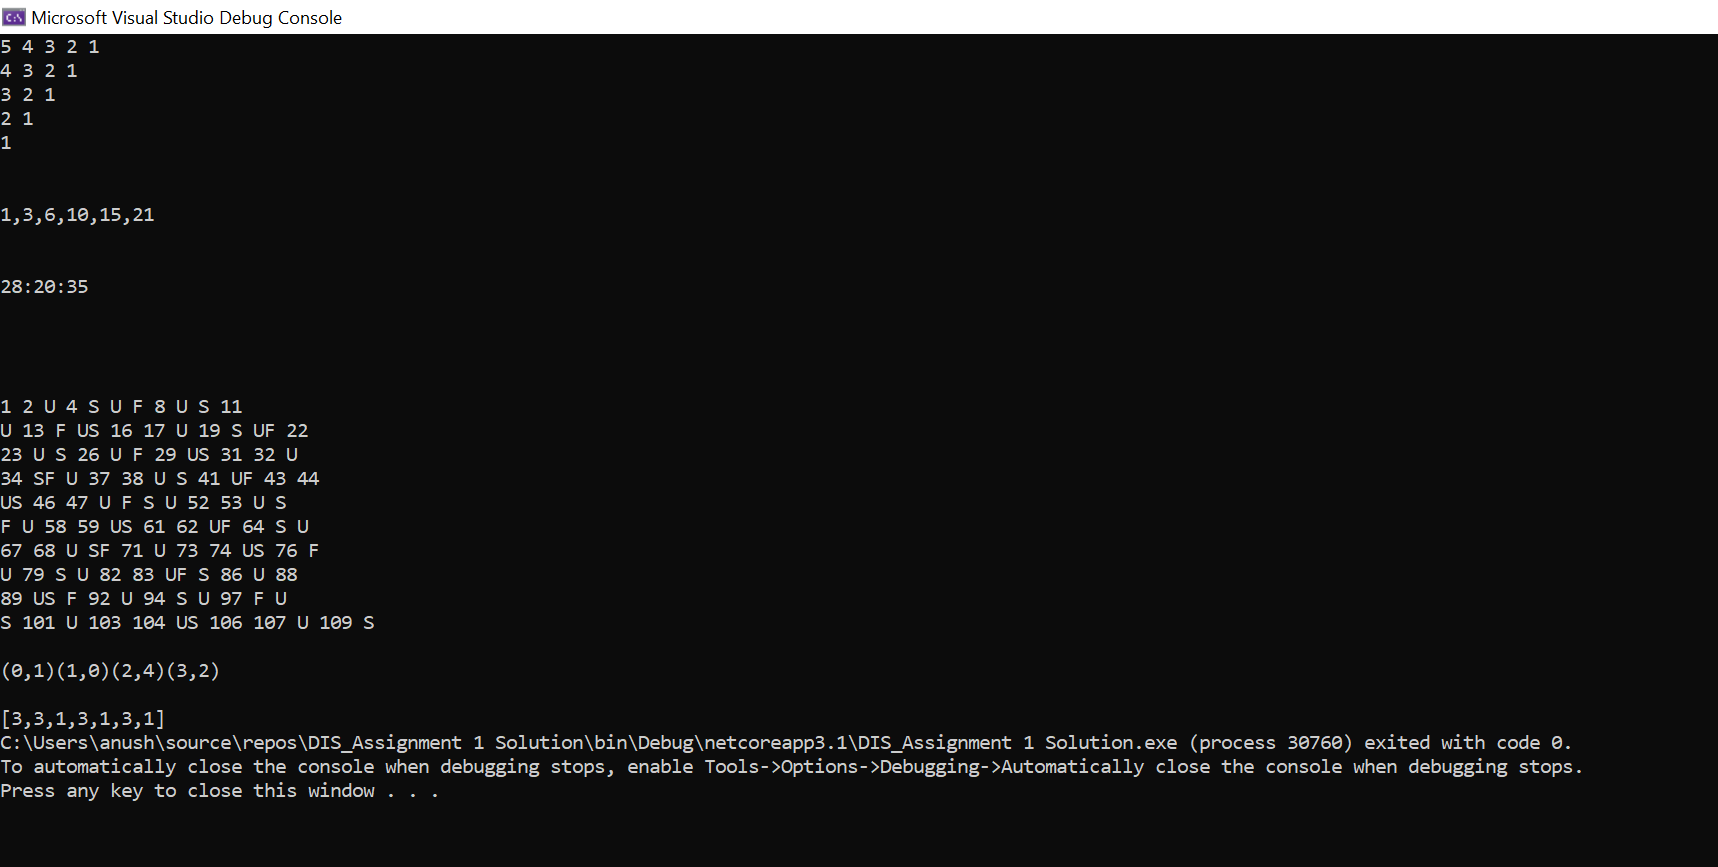 C:\ Microsoft Visual Studio Debug Console
5 4 3 2 1
4 3 2 1
3 2 1
2 1
1
1,3,6,10,15,21
28:20:35
1 2 U 4 S U F 8 U S 11
U 13 F US 16 17 U 19 S UF 22
23 U S 26 U F 29 US 31 32 U
34 SF U 37 38 U S 41 UF 43 44
US 46 47 U F S U 52 53 U S
F U 58 59 US 61 62 UF 64 S U
67 68 U SF 71 U 73 74 US 76 F
U 79 S U 82 83 UF S 86 U 88
89 US F 92 U 94 S U 97 F U
S 101 U 103 104 US 106 107 U 109 S
(0,1)(1,0)(2,4)(3,2)
[3,3,1,3,1,3,1]
C:\Users\anush\source\repos\DIS_Assignment 1 Solution\bin\Debug\netcoreapp3.1\DIS_Assignment 1 Solution.exe (process 30760) exited with code 0.
To automatically close the console when debugging stops, enable Tools->Options->Debugging->Automatically close the console when debugging stops.
Press any key to close this window . . .